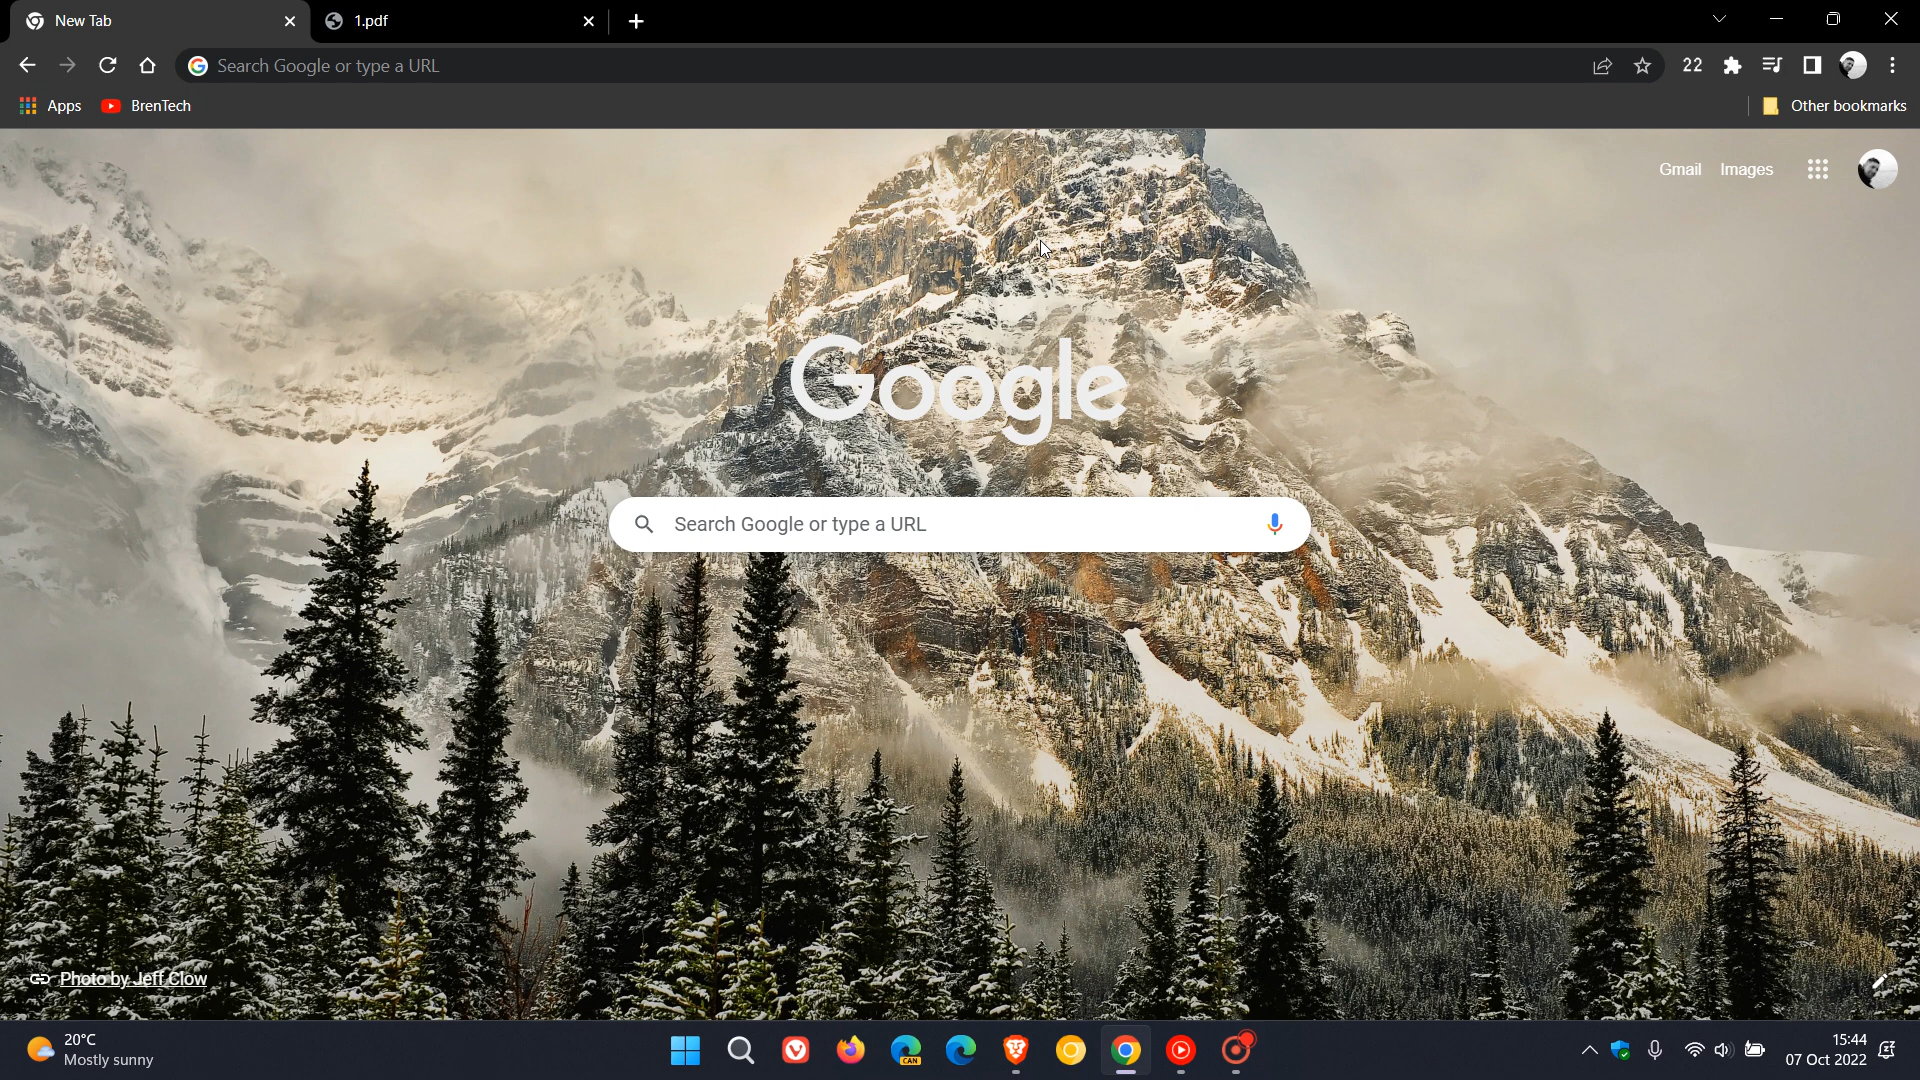 New Tab
1.pdf
Search Google or type a URL
22
Apps
BrenTech
Other bookmarks
Gmail
Images
Google
Search Google or type a URL
Photo by Jeff Clow
20°C
Mostly sunny
CAN
15:44
07 Oct 2022